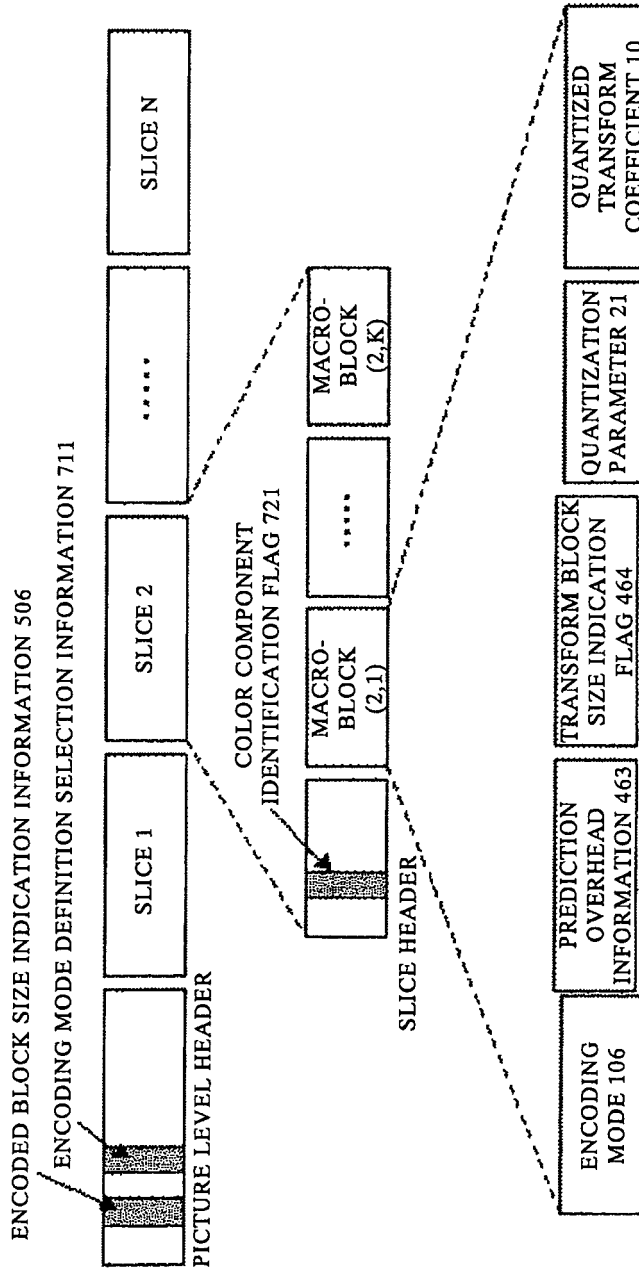 ENCODED BLOCK SIZE INDICATION INFORMATION 506
ENCODING MODE DEFINITION SELECTION INFORMATION 711
SLICE 1
SLICE 2
.....
SLICE N
PICTURE LEVEL HEADER
COLOR COMPONENT
IDENTIFICATION FLAG 721
MACRO-
BLOCK
(2,1)
.....
MACRO-
BLOCK
(2,K)
SLICE HEADER
ENCODING
MODE 106
PREDICTION
OVERHEAD
INFORMATION 463
TRANSFORM BLOCK
SIZE INDICATION
FLAG 464
QUANTIZATION
PARAMETER 21
QUANTIZED
TRANSFORM
COEFFICIENT 10